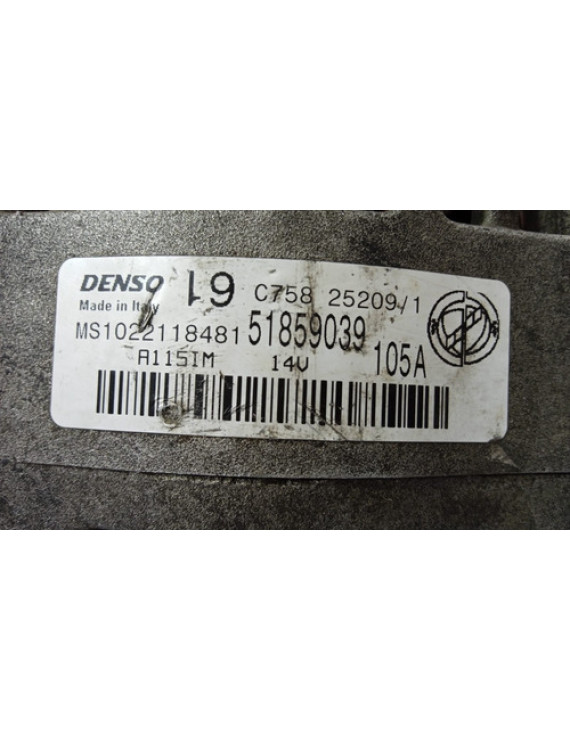 DENSO 19 C758 25209/1
Made in Italy
MS1022118481 51859039
A115IM 14V 105A